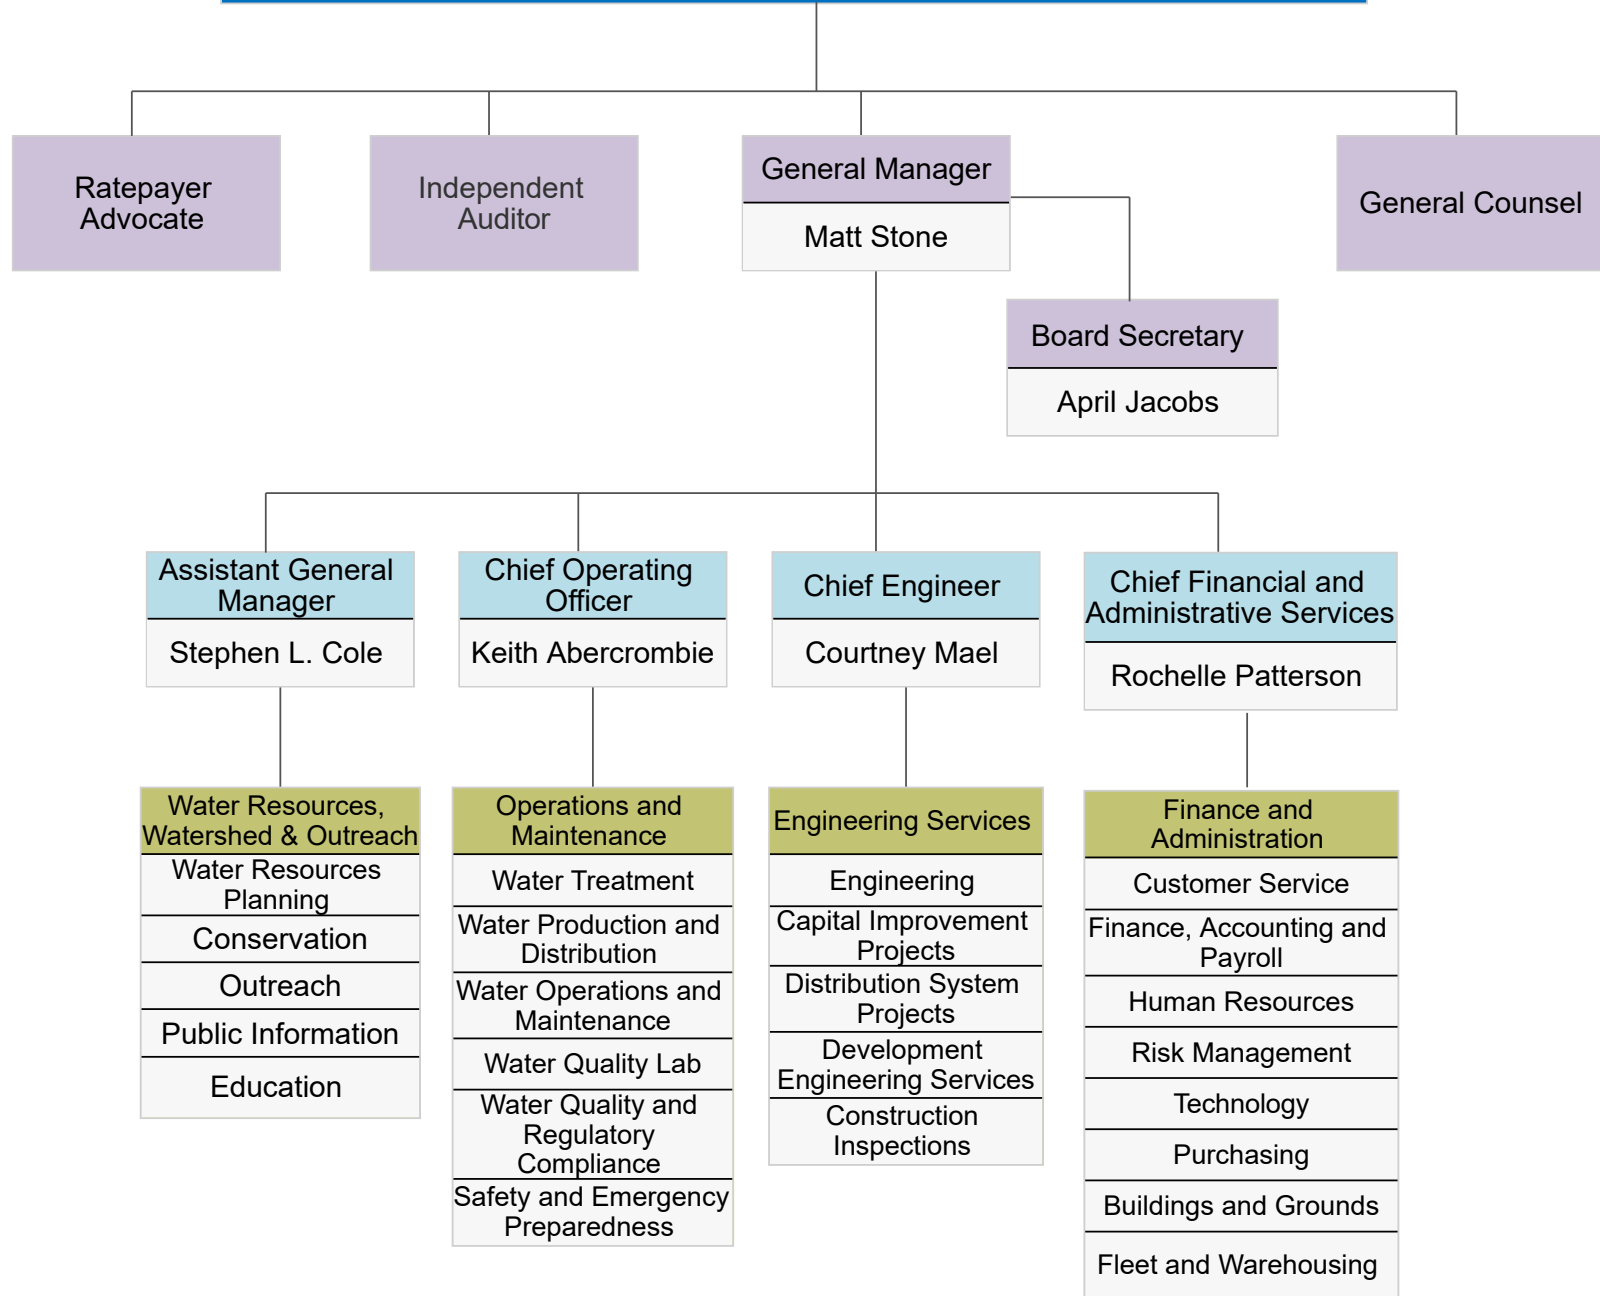 Ratepayer
Advocate
Independent
Auditor
General Manager
Matt Stone
General Counsel
Board Secretary
April Jacobs
Assistant General
Manager
Stephen L. Cole
Chief Operating
Officer
Keith Abercrombie
Chief Engineer
Courtney Mael
Chief Financial and
Administrative Services
Rochelle Patterson
Water Resources,
Watershed & Outreach
Water Resources
Planning
Conservation
Outreach
Public Information
Education
Operations and
Maintenance
Water Treatment
Water Production and
Distribution
Water Operations and
Maintenance
Water Quality Lab
Water Quality and
Regulatory
Compliance
Safety and Emergency
Preparedness
Engineering Services
Engineering
Capital Improvement
Projects
Distribution System
Projects
Development
Engineering Services
Construction
Inspections
Finance and
Administration
Customer Service
Finance, Accounting and
Payroll
Human Resources
Risk Management
Technology
Purchasing
Buildings and Grounds
Fleet and Warehousing